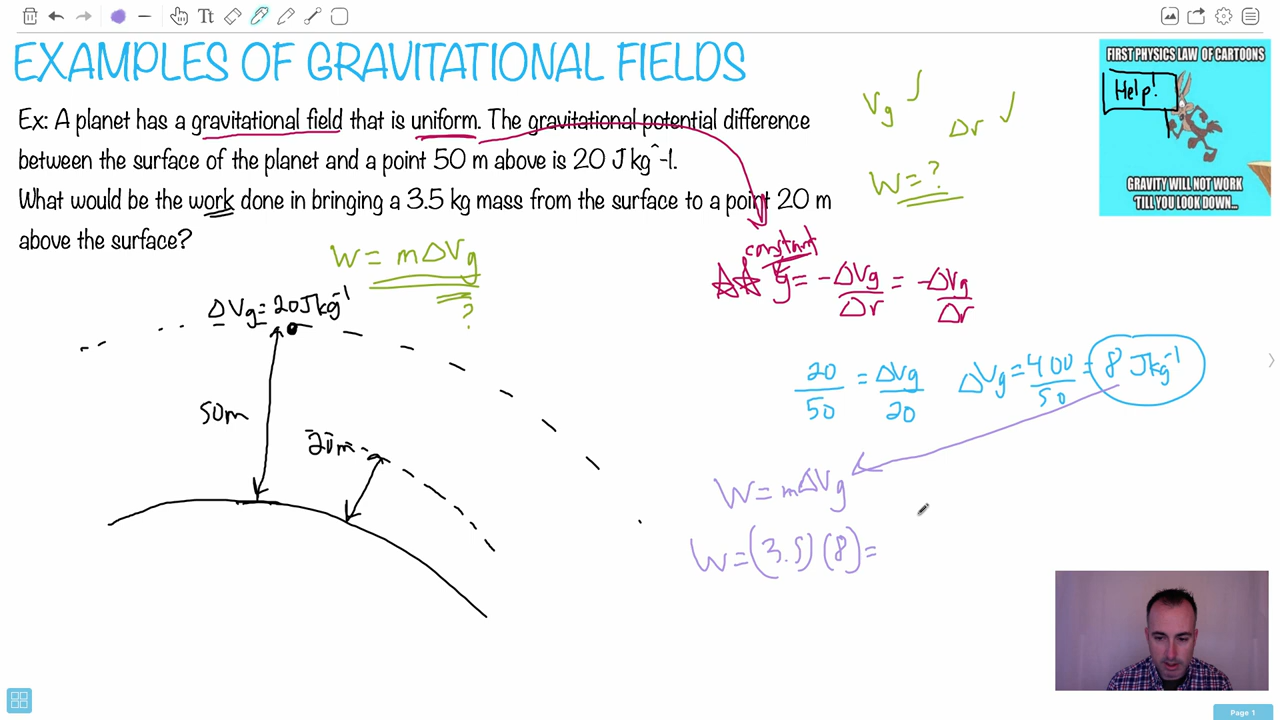 EXAMPLES OF GRAVITATIONAL FIELDS
Ex: A planet has a gravitational field that is uniform. The gravitational potential difference
between the surface of the planet and a point 50 m above is 20 J kg^-1.
What would be the work done in bringing a 3.5 kg mass from the surface to a point 20 m
above the surface?
FIRST PHYSICS LAW OF CARTOONS
Help!
GRAVITY WILL NOT WORK
'TILL YOU LOOK DOWN...
Vg ✓
Δr ✓
W = ?
W = mΔVg
?
constant
g = -ΔVg/Δr = -ΔVg/Δr
ΔVg = 20 Jkg⁻¹
50m
20m
20/50 = ΔVg/20 ΔVg = 400/50 = 8 Jkg⁻¹
W = mΔVg
W = (3.5)(8) =
Page 1